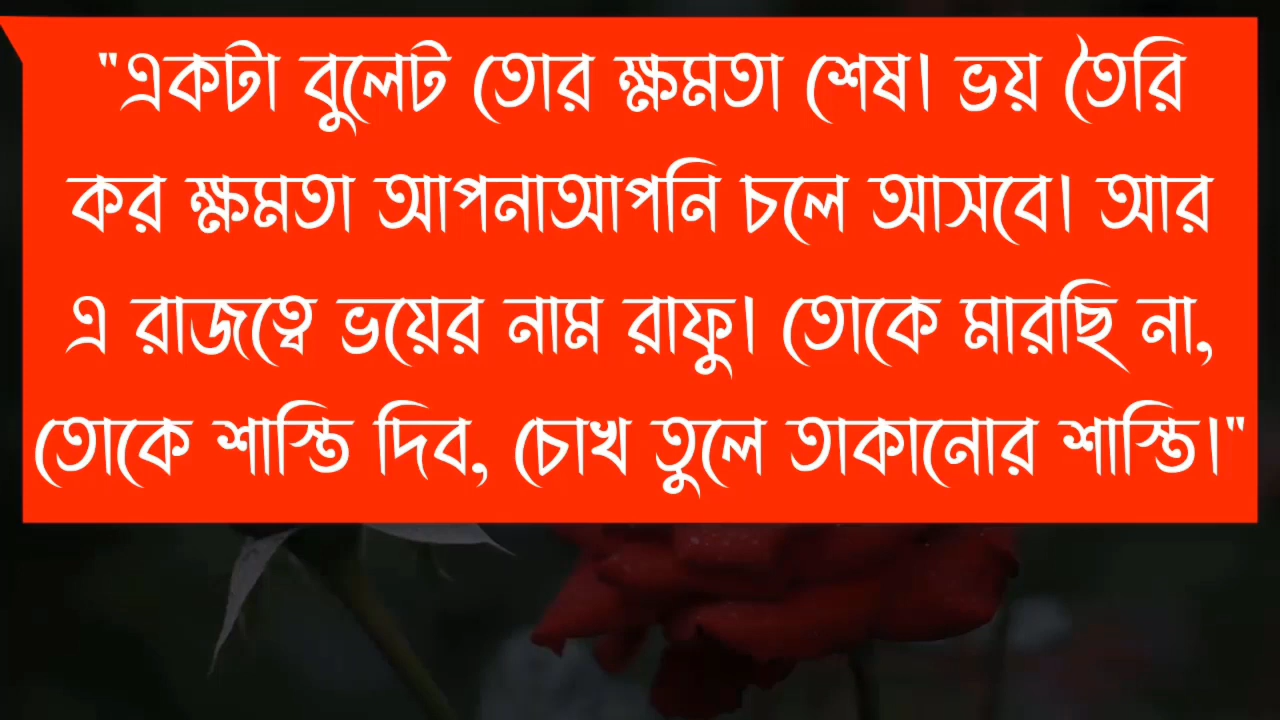 "একটা বুলেট তোর ক্ষমতা শেষ। ভয় তৈরি
কর ক্ষমতা আপনাআপনি চলে আসবে। আর
এ রাজত্বে ভয়ের নাম রাফু। তোকে মারছি না,
তোকে শাস্তি দিব, চোখ তুলে তাকানোর শাস্তি।"